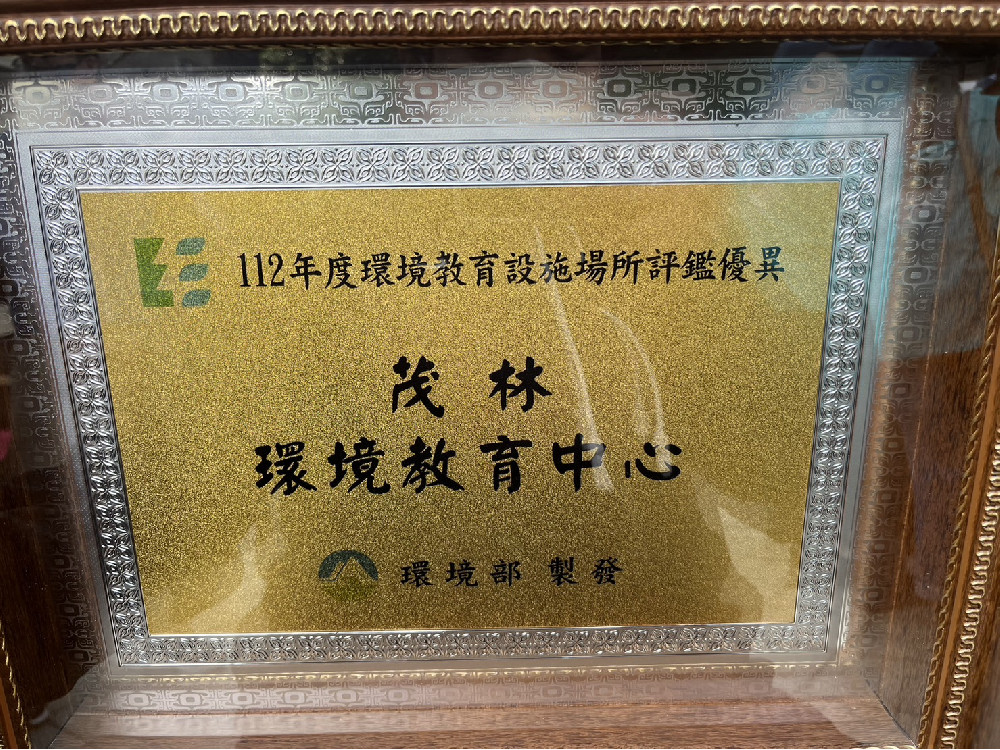 112年度環境教育設施場所評鑑優異
茂林
環境教育中心
環境部 製發